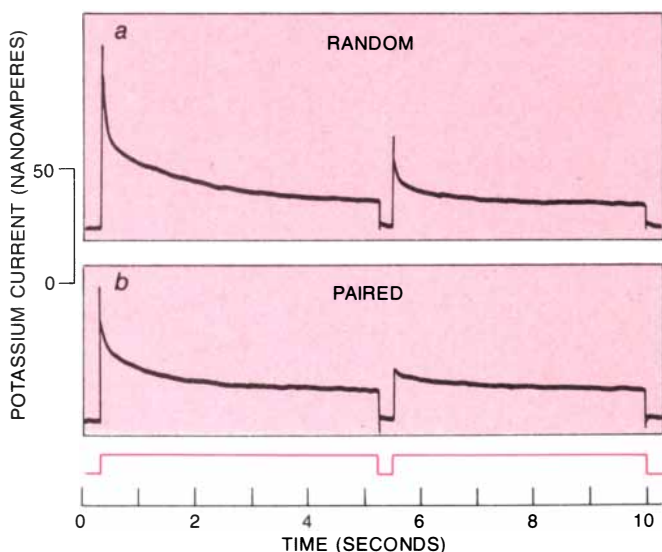 a
RANDOM
POTASSIUM CURRENT (NANOAMPERES)
50
0
b
PAIRED
0 2 4 6 8 10
TIME (SECONDS)